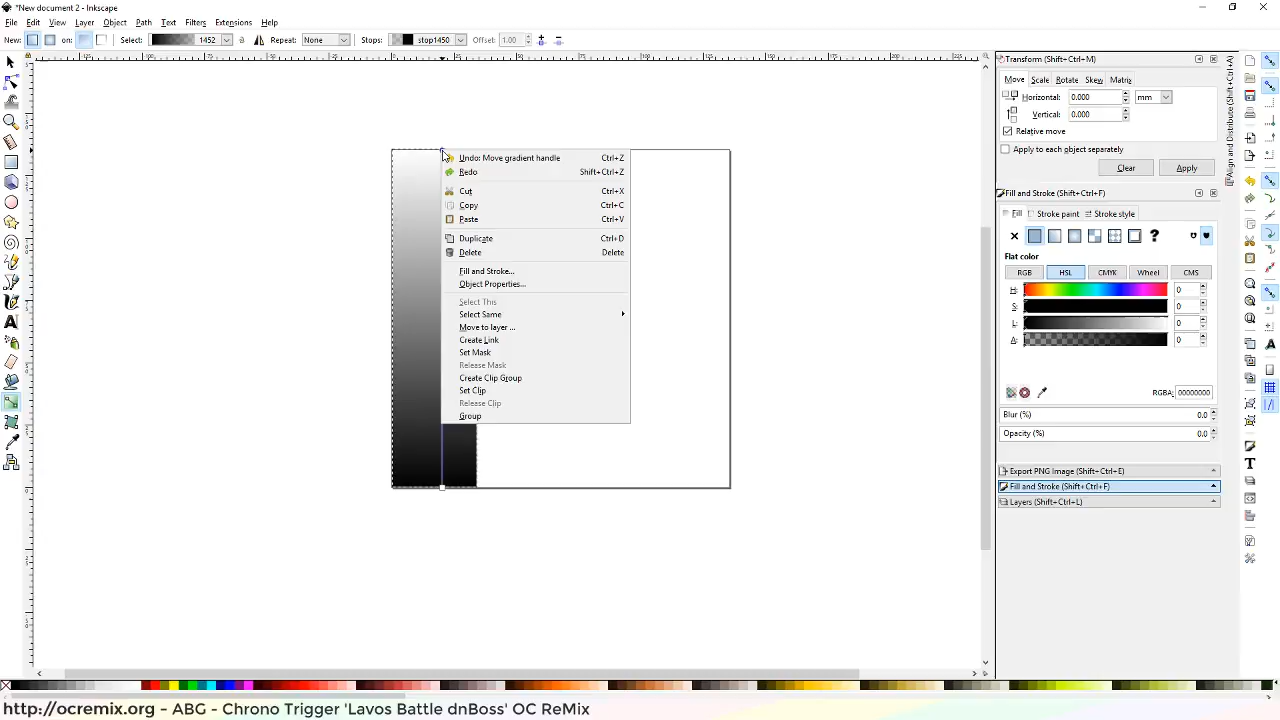 *New document 2 - Inkscape
File Edit View Layer Object Path Text Filters Extensions Help
New: on: Select: 1452 Repeat: None Stops: stop1450 Offset: 1.00
Transform (Shift+Ctrl+M)
Move Scale Rotate Skew Matrix
Horizontal: 0.000 mm
Vertical: 0.000
Relative move
Apply to each object separately
Clear Apply
Align and Distribute (Shift+Ctrl+A)
Undo: Move gradient handle Ctrl+Z
Redo Shift+Ctrl+Z
Cut Ctrl+X
Copy Ctrl+C
Paste Ctrl+V
Duplicate Ctrl+D
Delete Delete
Fill and Stroke...
Object Properties...
Select This
Select Same
Move to layer ...
Create Link
Set Mask
Release Mask
Create Clip Group
Set Clip
Release Clip
Group
Fill and Stroke (Shift+Ctrl+F)
Fill Stroke paint Stroke style
Flat color
RGB HSL CMYK Wheel CMS
H: 0
S: 0
L: 0
A: 0
RGBA: 00000000
Blur (%) 0.0
Opacity (%) 0.0
Export PNG Image (Shift+Ctrl+E)
Fill and Stroke (Shift+Ctrl+F)
Layers (Shift+Ctrl+L)
http://ocremix.org - ABG - Chrono Trigger 'Lavos Battle dnBoss' OC ReMix